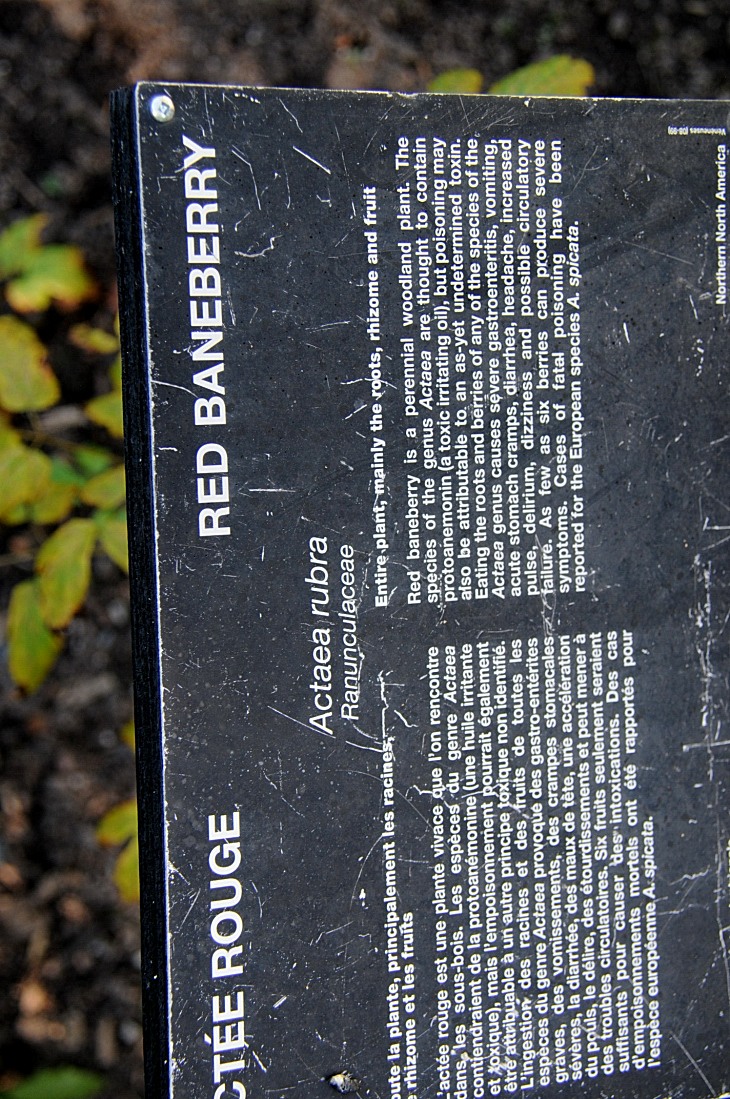 CTÉE ROUGE
RED BANEBERRY
Actaea rubra
Ranunculaceae
oute la plante, principalement les racines,
e rhizome et les fruits
L'actée rouge est une plante vivace que l'on rencontre
dans les sous-bois. Les espèces du genre Actaea
contiendraient de la protoanémonine (une huile irritante
et toxique), mais l'empoisonnement pourrait également
être attribuable à un autre principe toxique non identifié.
L'ingestion des racines et des fruits de toutes les
espèces du genre Actaea provoque des gastro-entérites
graves, des vomissements, des crampes stomacales
sévères, la diarrhée, des maux de tête, une accélération
du pouls, le délire, des étourdissements et peut mener à
des troubles circulatoires. Six fruits seulement seraient
suffisants pour causer des intoxications. Des cas
d'empoisonnements mortels ont été rapportés pour
l'espèce européenne A. spicata.
Entire plant, mainly the roots, rhizome and fruit
Red baneberry is a perennial woodland plant. The
species of the genus Actaea are thought to contain
protoanemonin (a toxic irritating oil), but poisoning may
also be attributable to an as-yet undetermined toxin.
Eating the roots and berries of any of the species of the
Actaea genus causes severe gastroenteritis, vomiting,
acute stomach cramps, diarrhea, headache, increased
pulse, delirium, dizziness and possible circulatory
failure. As few as six berries can produce severe
symptoms. Cases of fatal poisoning have been
reported for the European species A. spicata.
Northern North America
Vénéneuses (08-99)